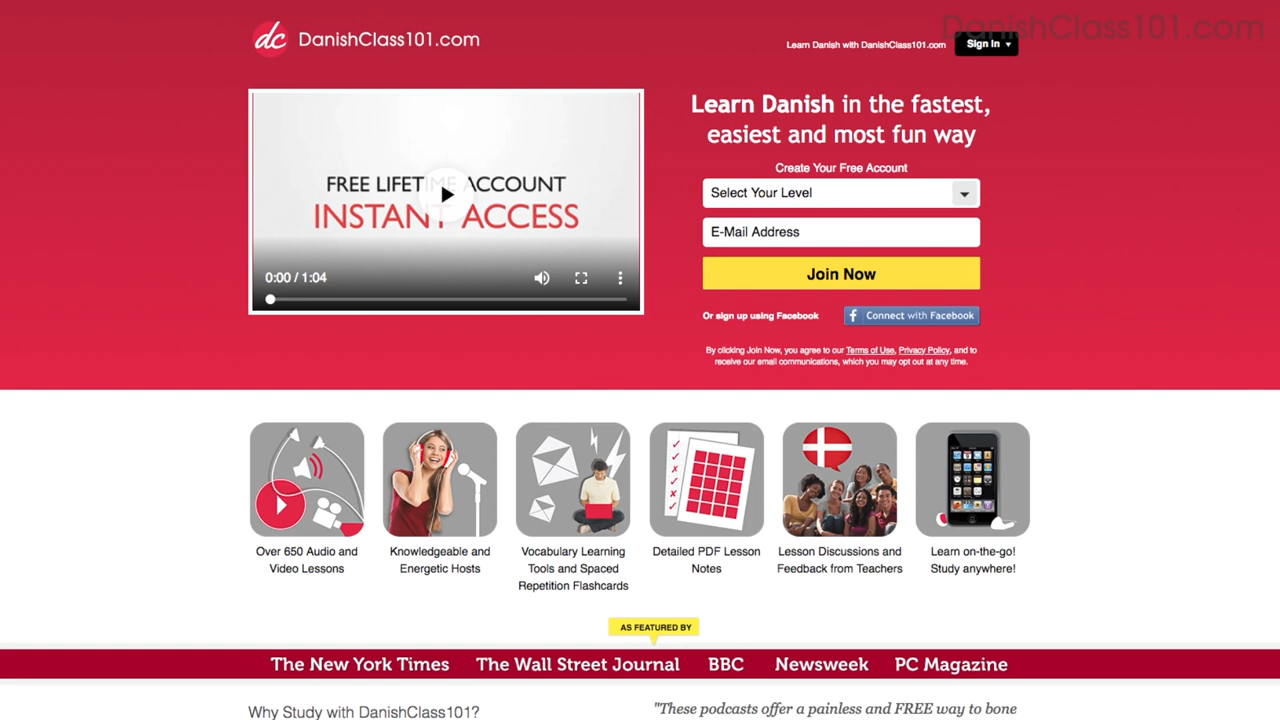 DanishClass101.com
dc DanishClass101.com
Learn Danish with DanishClass101.com
Sign In
FREE LIFETIME ACCOUNT
INSTANT ACCESS
0:00 / 1:04
Learn Danish in the fastest,
easiest and most fun way
Create Your Free Account
Select Your Level
E-Mail Address
Join Now
Or sign up using Facebook
f Connect with Facebook
By clicking Join Now, you agree to our Terms of Use, Privacy Policy, and to
receive our email communications, which you may opt out at any time.
Over 650 Audio and
Video Lessons
Knowledgeable and
Energetic Hosts
Vocabulary Learning
Tools and Spaced
Repetition Flashcards
Detailed PDF Lesson
Notes
Lesson Discussions and
Feedback from Teachers
Learn on-the-go!
Study anywhere!
AS FEATURED BY
The New York Times The Wall Street Journal BBC Newsweek PC Magazine
Why Study with DanishClass101?
"These podcasts offer a painless and FREE way to bone